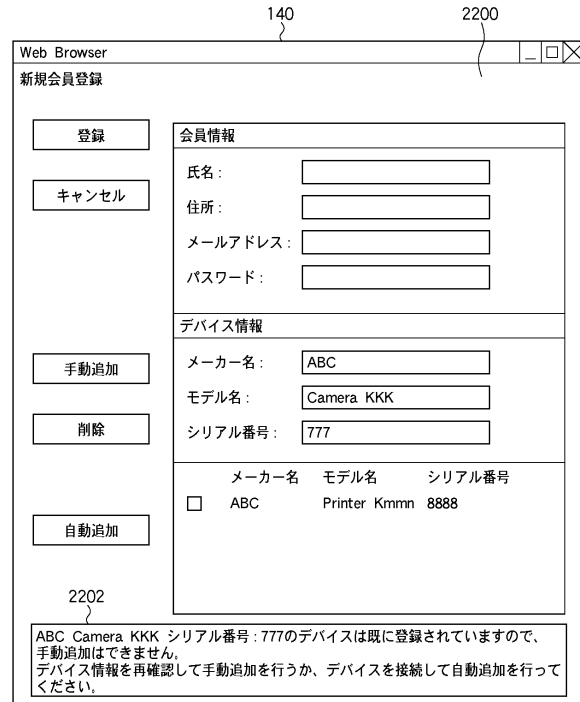 140
2200
Web Browser
新規会員登録
登録
キャンセル
会員情報
氏名 :
住所 :
メールアドレス :
パスワード :
デバイス情報
手動追加
削除
メーカー名 : ABC
モデル名 : Camera KKK
シリアル番号 : 777
メーカー名 モデル名 シリアル番号
ABC Printer Kmmn 8888
自動追加
2202
ABC Camera KKK シリアル番号 : 777のデバイスは既に登録されていますので、
手動追加はできません。
デバイス情報を再確認して手動追加を行うか、デバイスを接続して自動追加を行って
ください。